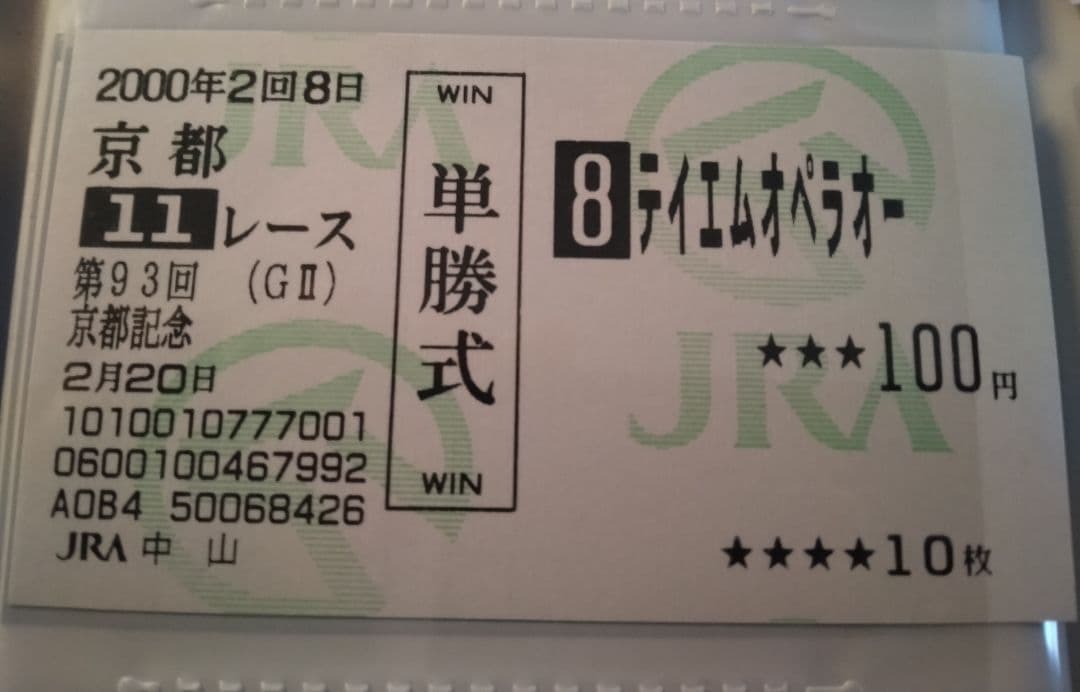 2000年2回8日
京都
11レース
第93回 (GⅡ)
京都記念
2月20日
1010010777001
0600100467992
A0B4 50068426
JRA 中 山
WIN
単勝式
WIN
8 テイエムオペラオー
★★★100円
★★★★10枚
JRA
JRA